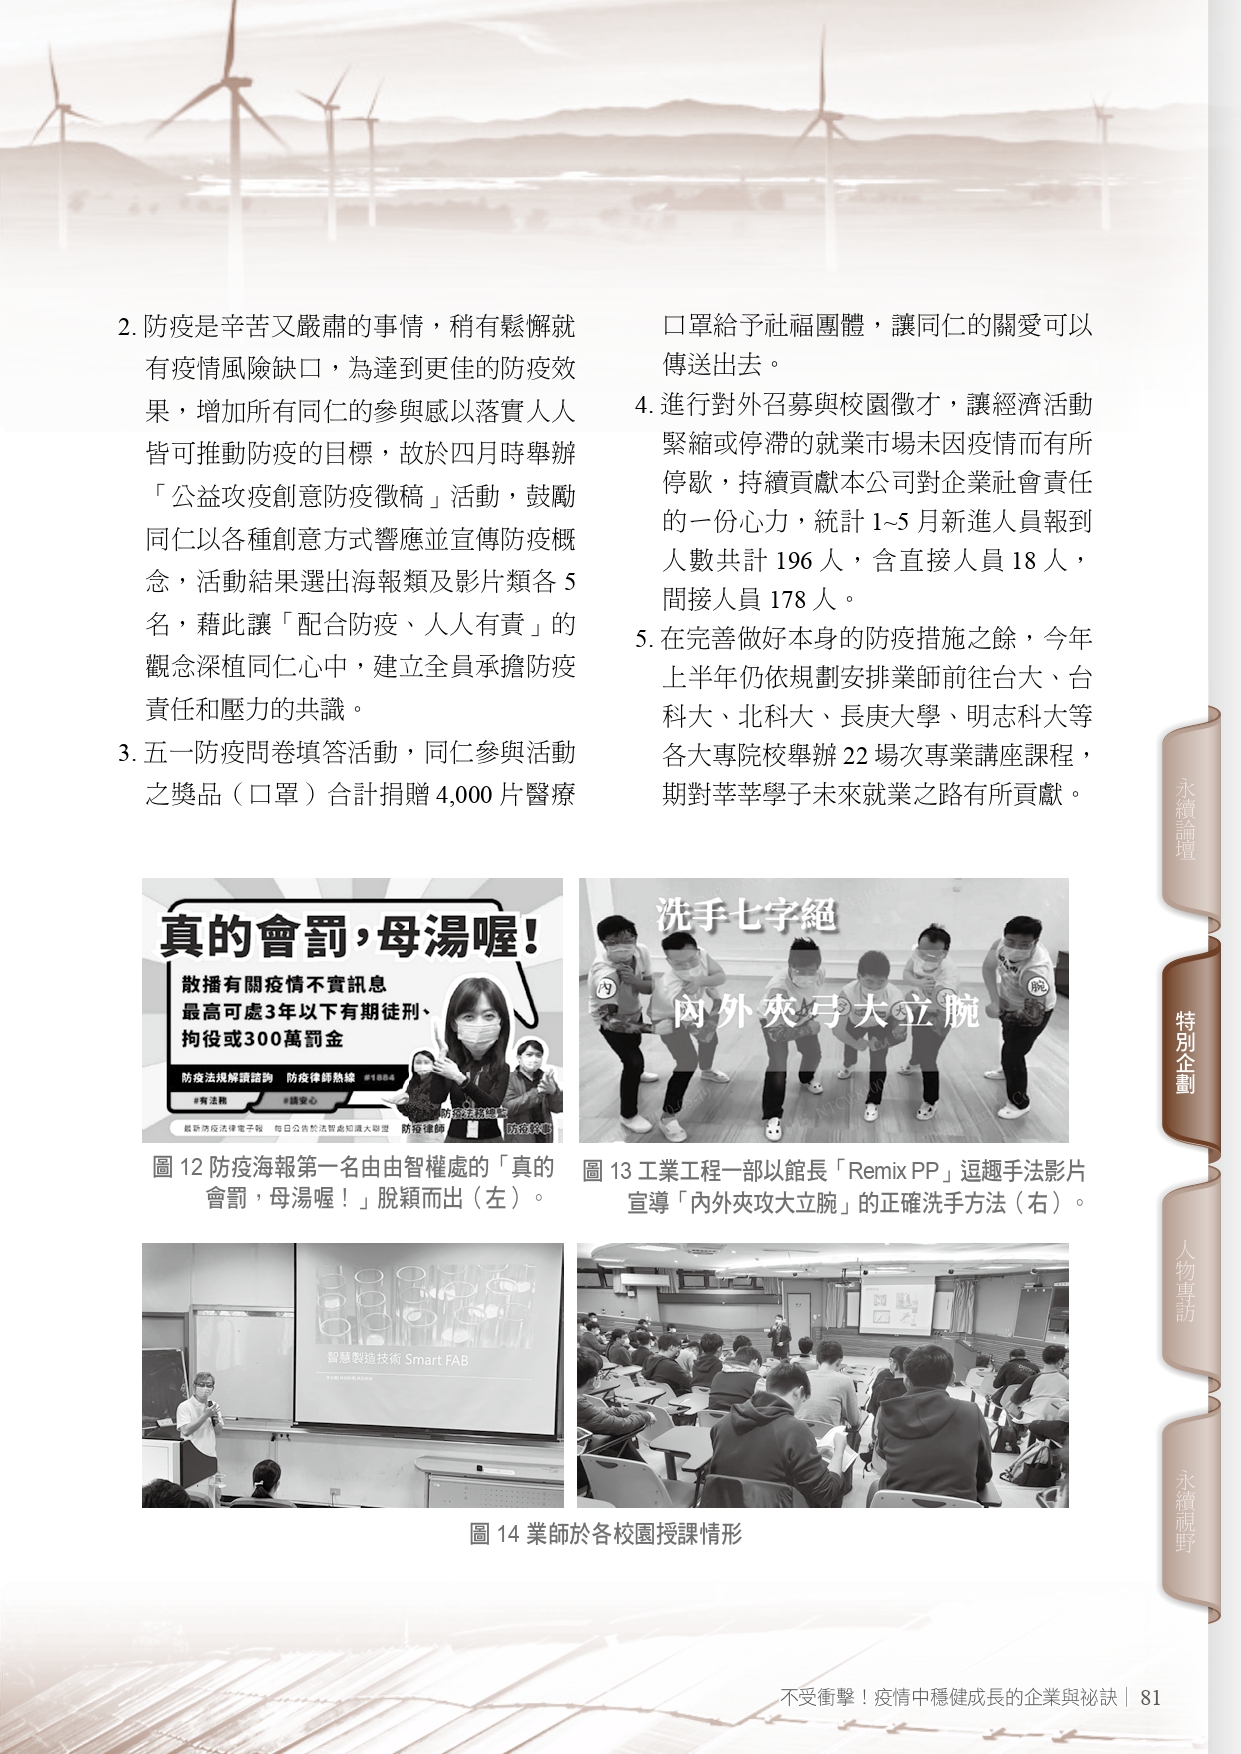 2. 防疫是辛苦又嚴肅的事情，稍有鬆懈就
有疫情風險缺口，為達到更佳的防疫效
果，增加所有同仁的參與感以落實人人
皆可推動防疫的目標，故於四月時舉辦
「公益攻疫創意防疫徵稿」活動，鼓勵
同仁以各種創意方式響應並宣傳防疫概
念，活動結果選出海報類及影片類各 5
名，藉此讓「配合防疫、人人有責」的
觀念深植同仁心中，建立全員承擔防疫
責任和壓力的共識。
3. 五一防疫問卷填答活動，同仁參與活動
之獎品（口罩）合計捐贈 4,000 片醫療
口罩給予社福團體，讓同仁的關愛可以
傳送出去。
4. 進行對外召募與校園徵才，讓經濟活動
緊縮或停滯的就業市場未因疫情而有所
停歇，持續貢獻本公司對企業社會責任
的一份心力，統計 1~5 月新進人員報到
人數共計 196 人，含直接人員 18 人，
間接人員 178 人。
5. 在完善做好本身的防疫措施之餘，今年
上半年仍依規劃安排業師前往台大、台
科大、北科大、長庚大學、明志科大等
各大專院校舉辦 22 場次專業講座課程，
期對莘莘學子未來就業之路有所貢獻。
真的會罰，母湯喔！
散播有關疫情不實訊息
最高可處3年以下有期徒刑、
拘役或300萬罰金
防疫法規解讀諮詢 防疫律師熱線 #1884
#有法務 #請安心
防疫法務總監
防疫律師
防疫幹事
最新防疫法律電子報 每日公告於法智處知識大聯盟
洗手七字絕
內外夾弓大立腕
內
腕
圖 12 防疫海報第一名由由智權處的「真的
會罰，母湯喔！」脫穎而出（左）。
圖 13 工業工程一部以館長「Remix PP」逗趣手法影片
宣導「內外夾攻大立腕」的正確洗手方法（右）。
智慧製造技術 Smart FAB
圖 14 業師於各校園授課情形
永續論壇
特別企劃
人物專訪
永續視野
不受衝擊！疫情中穩健成長的企業與祕訣｜ 81